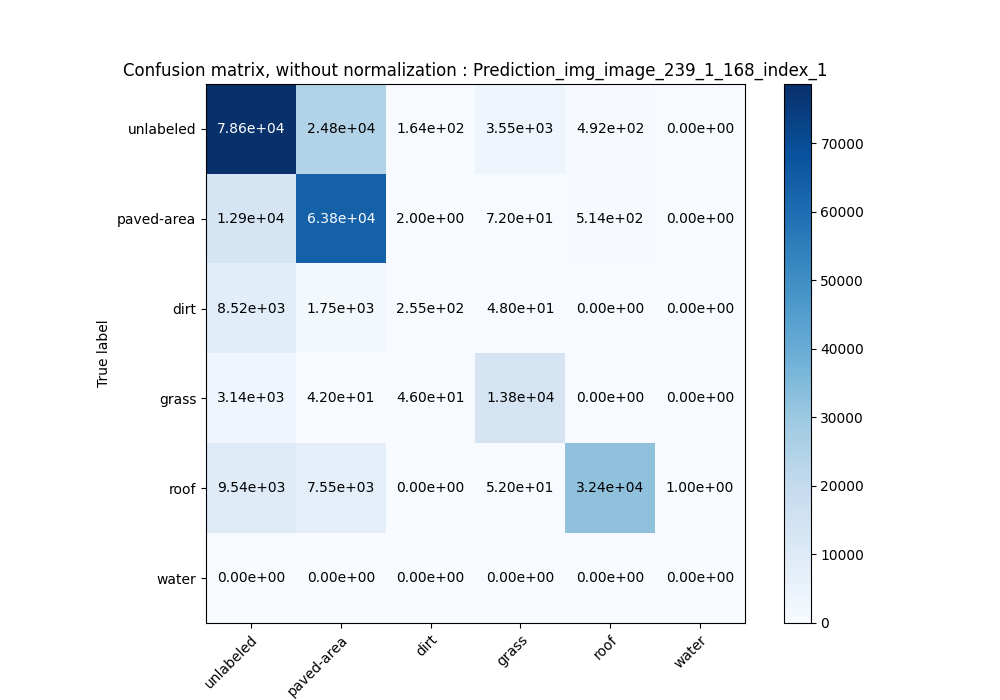 Confusion matrix, without normalization : Prediction_img_image_239_1_168_index_1
unlabeled 7.86e+04 2.48e+04 1.64e+02 3.55e+03 4.92e+02 0.00e+00
paved-area 1.29e+04 6.38e+04 2.00e+00 7.20e+01 5.14e+02 0.00e+00
dirt 8.52e+03 1.75e+03 2.55e+02 4.80e+01 0.00e+00 0.00e+00
grass 3.14e+03 4.20e+01 4.60e+01 1.38e+04 0.00e+00 0.00e+00
roof 9.54e+03 7.55e+03 0.00e+00 5.20e+01 3.24e+04 1.00e+00
water 0.00e+00 0.00e+00 0.00e+00 0.00e+00 0.00e+00 0.00e+00
unlabeled paved-area dirt grass roof water
True label
70000
60000
50000
40000
30000
20000
10000
0